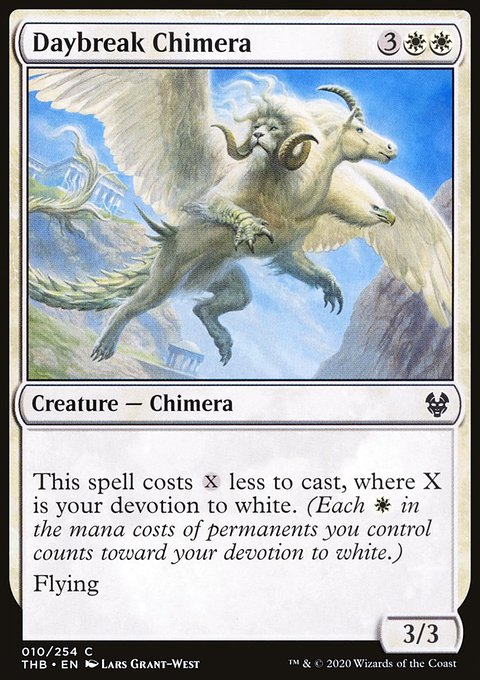 Daybreak Chimera 3
Creature — Chimera
This spell costs X less to cast, where X
is your devotion to white. (Each in
the mana costs of permanents you control
counts toward your devotion to white.)
Flying
3/3
010/254 C
THB • EN Lars Grant-West
™ & © 2020 Wizards of the Coast